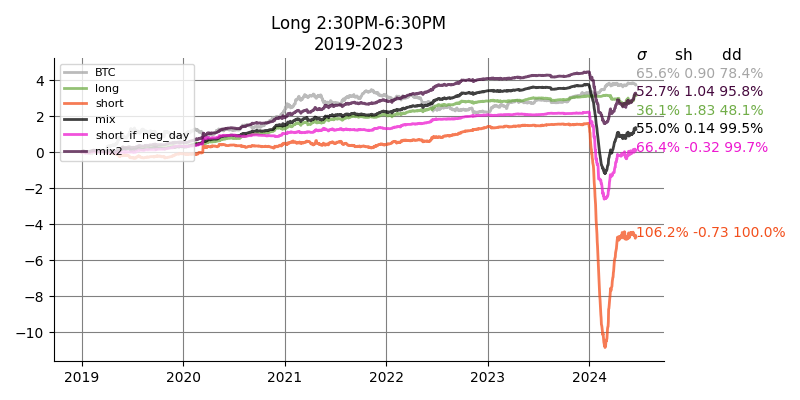 Long 2:30PM-6:30PM
2019-2023
σ sh dd
65.6% 0.90 78.4%
52.7% 1.04 95.8%
36.1% 1.83 48.1%
55.0% 0.14 99.5%
66.4% -0.32 99.7%
106.2% -0.73 100.0%
BTC
long
short
mix
short_if_neg_day
mix2
4
2
0
−2
−4
−6
−8
−10
2019 2020 2021 2022 2023 2024